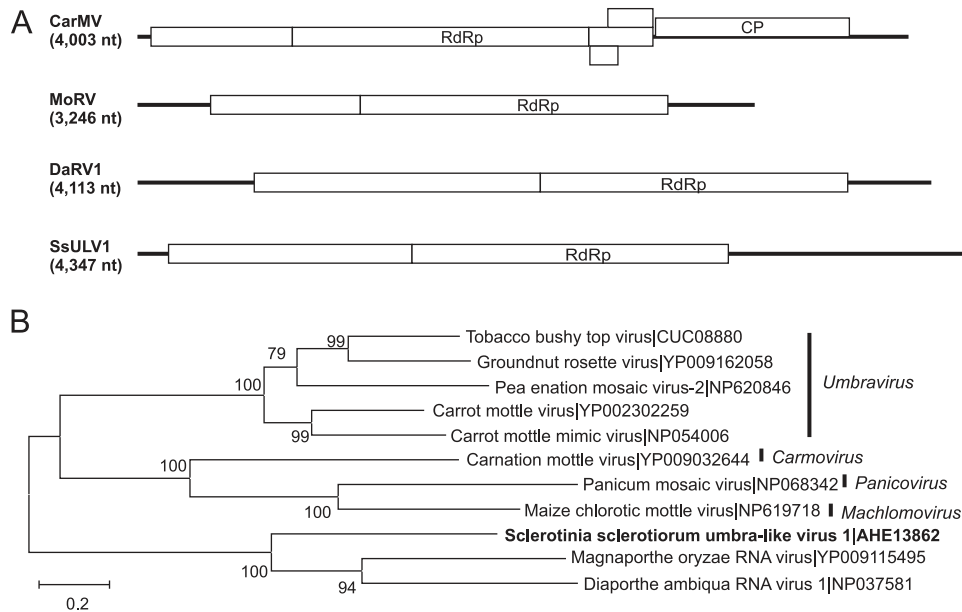 A
CarMV
(4,003 nt)
RdRp
CP
MoRV
(3,246 nt)
RdRp
DaRV1
(4,113 nt)
RdRp
SsULV1
(4,347 nt)
RdRp
B
Tobacco bushy top virus|CUC08880
99
79
Groundnut rosette virus|YP009162058
Pea enation mosaic virus-2|NP620846
Umbravirus
100
Carrot mottle virus|YP002302259
99
Carrot mottle mimic virus|NP054006
100
Carnation mottle virus|YP009032644
Carmovirus
Panicum mosaic virus|NP068342
Panicovirus
100
Maize chlorotic mottle virus|NP619718
Machlomovirus
Sclerotinia sclerotiorum umbra-like virus 1|AHE13862
100
Magnaporthe oryzae RNA virus|YP009115495
94
Diaporthe ambiqua RNA virus 1|NP037581
0.2